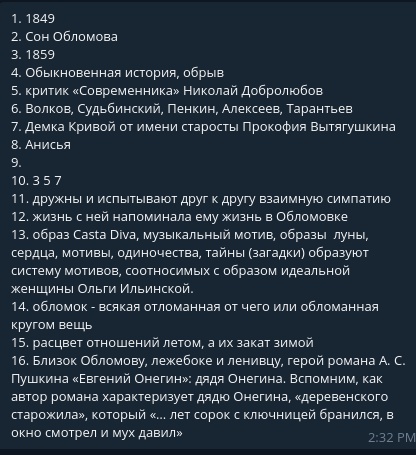 1. 1849
2. Сон Обломова
3. 1859
4. Обыкновенная история, обрыв
5. критик «Современника» Николай Добролюбов
6. Волков, Судьбинский, Пенкин, Алексеев, Тарантьев
7. Демка Кривой от имени старосты Прокофия Вытягушкина
8. Анисья
9.
10. 3 5 7
11. дружны и испытывают друг к другу взаимную симпатию
12. жизнь с ней напоминала ему жизнь в Обломовке
13. образ Casta Diva, музыкальный мотив, образы луны,
сердца, мотивы, одиночества, тайны (загадки) образуют
систему мотивов, соотносимых с образом идеальной
женщины Ольги Ильинской.
14. обломок - всякая отломанная от чего или обломанная
кругом вещь
15. расцвет отношений летом, а их закат зимой
16. Близок Обломову, лежебоке и ленивцу, герой романа А. С.
Пушкина «Евгений Онегин»: дядя Онегина. Вспомним, как
автор романа характеризует дядю Онегина, «деревенского
старожила», который «... лет сорок с ключницей бранился, в
окно смотрел и мух давил»
2:32 PM